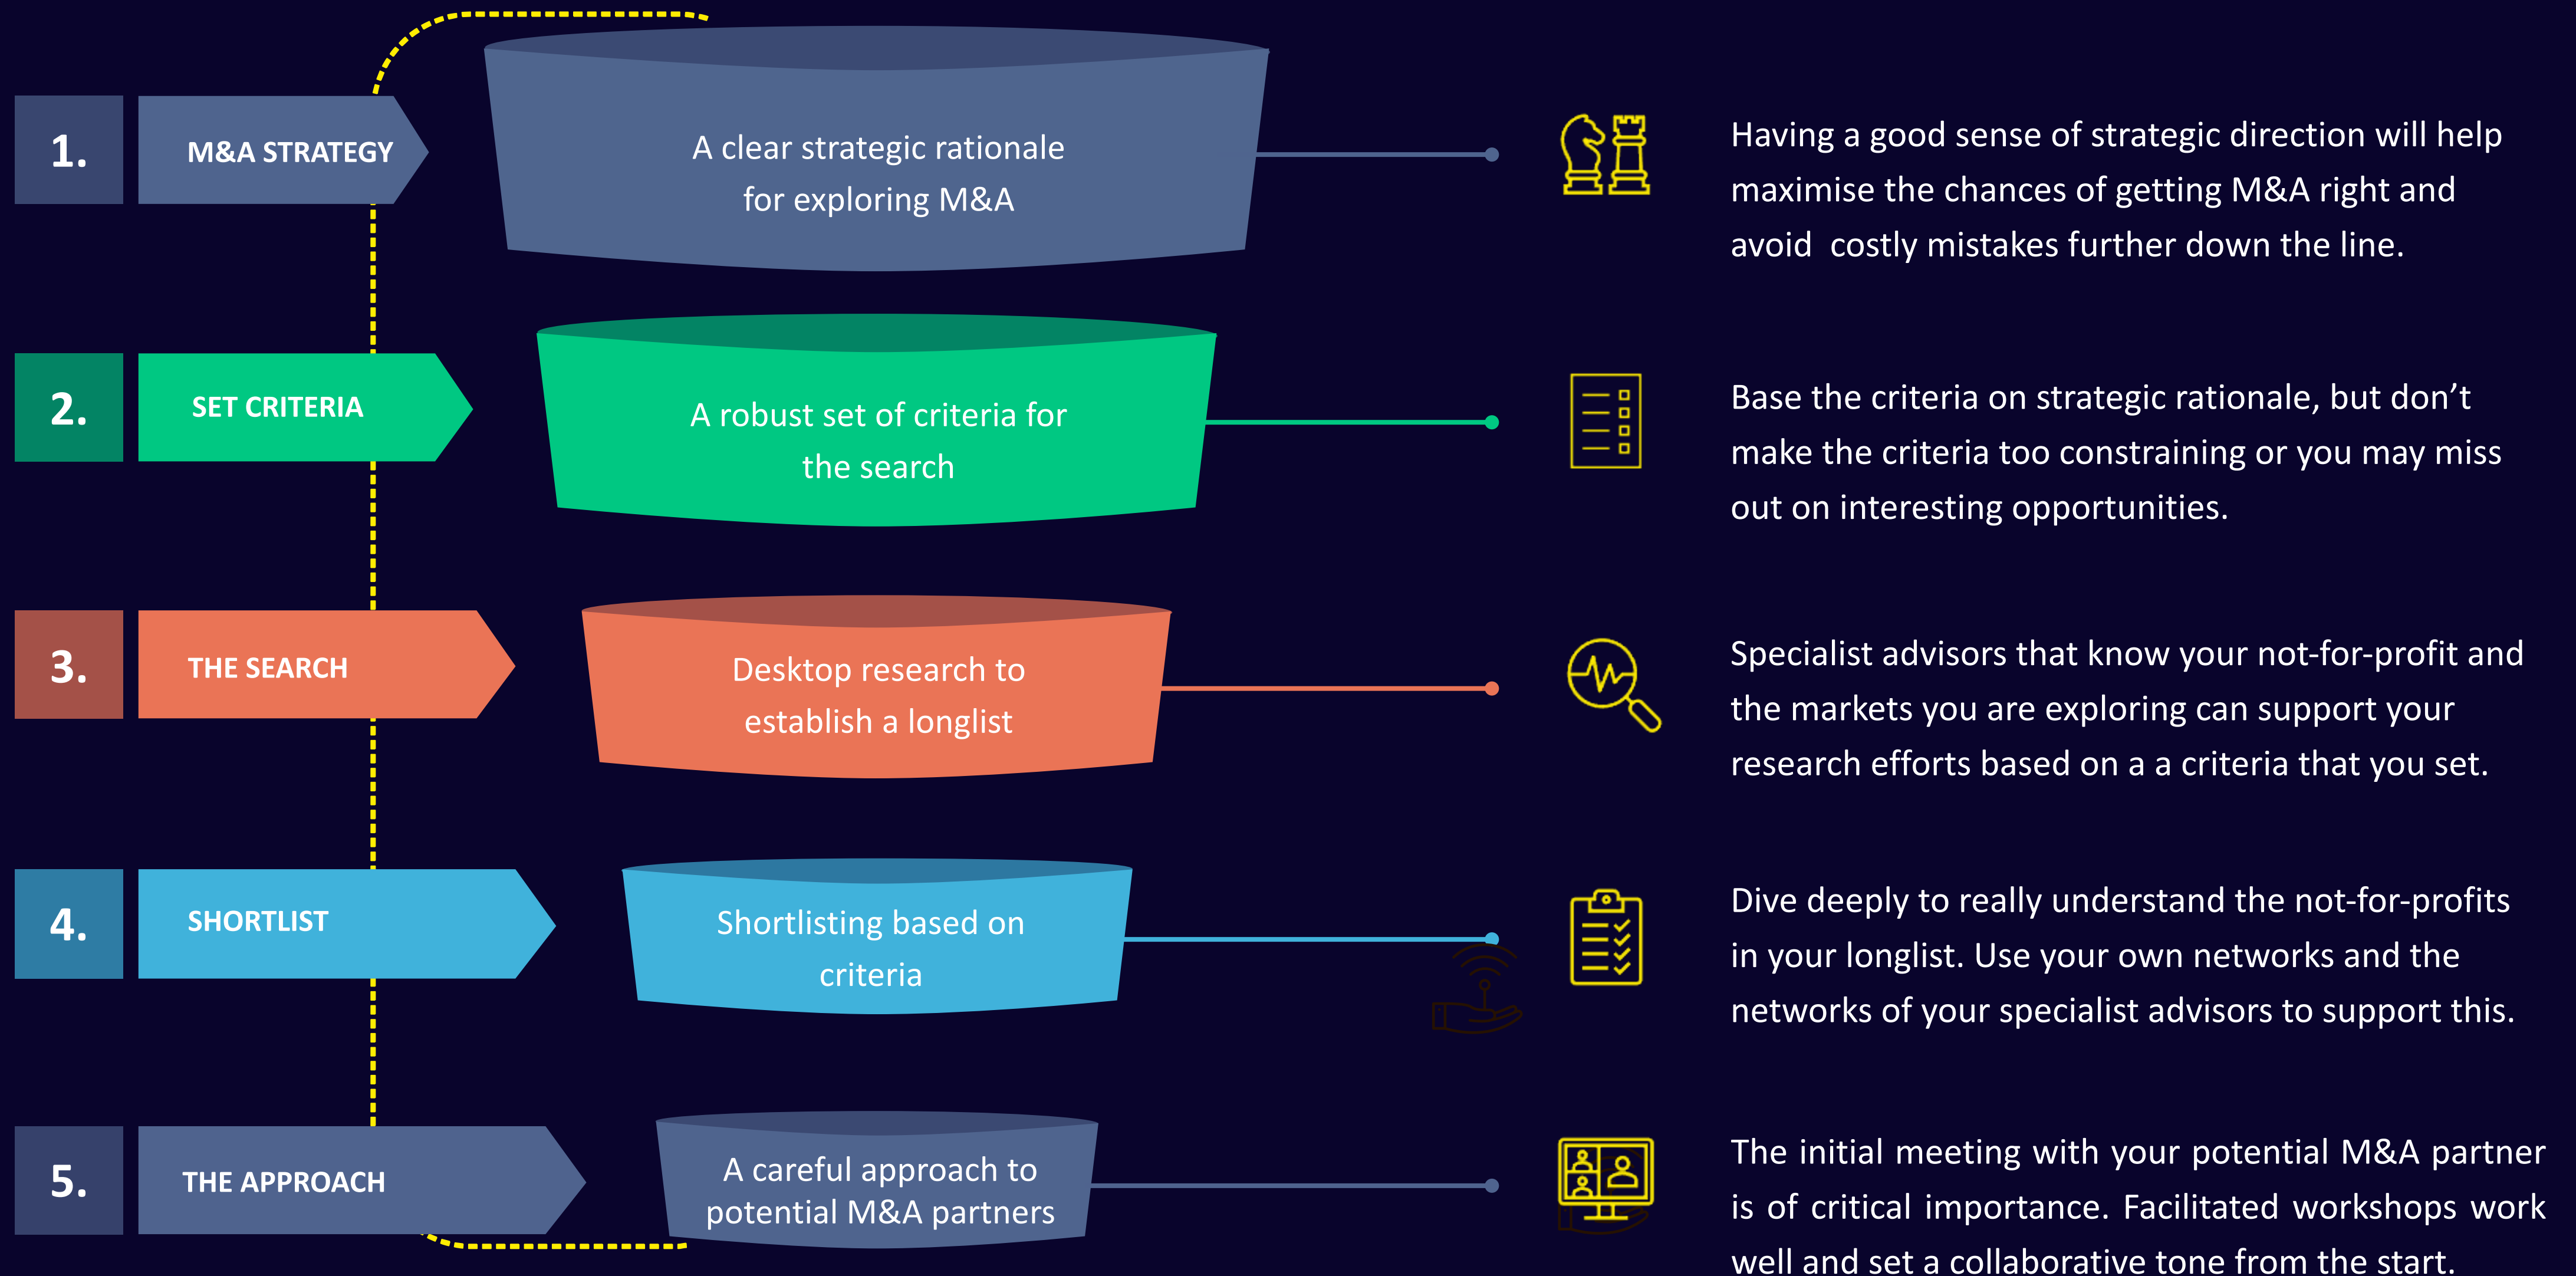 1.
M&A STRATEGY
A clear strategic rationale
for exploring M&A
Having a good sense of strategic direction will help
maximise the chances of getting M&A right and
avoid  costly mistakes further down the line.
2.
SET CRITERIA
A robust set of criteria for
the search
Base the criteria on strategic rationale, but don’t
make the criteria too constraining or you may miss
out on interesting opportunities.
3.
THE SEARCH
Desktop research to
establish a longlist
Specialist advisors that know your not-for-profit and
the markets you are exploring can support your
research efforts based on a a criteria that you set.
4.
SHORTLIST
Shortlisting based on
criteria
Dive deeply to really understand the not-for-profits
in your longlist. Use your own networks and the
networks of your specialist advisors to support this.
5.
THE APPROACH
A careful approach to
potential M&A partners
The initial meeting with your potential M&A partner
is of critical importance. Facilitated workshops work
well and set a collaborative tone from the start.